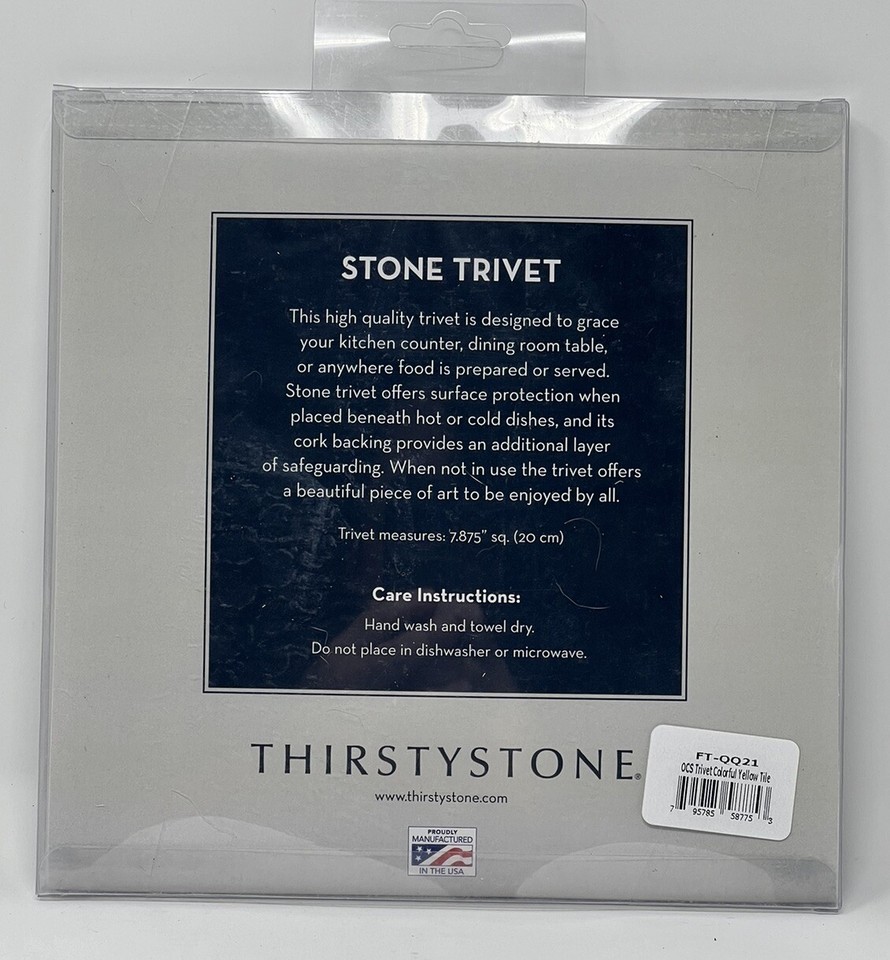 STONE TRIVET
This high quality trivet is designed to grace
your kitchen counter, dining room table,
or anywhere food is prepared or served.
Stone trivet offers surface protection when
placed beneath hot or cold dishes, and its
cork backing provides an additional layer
of safeguarding. When not in use the trivet offers
a beautiful piece of art to be enjoyed by all.
Trivet measures: 7.875” sq. (20 cm)
Care Instructions:
Hand wash and towel dry.
Do not place in dishwasher or microwave.
THIRSTYSTONE®
www.thirstystone.com
PROUDLY
MANUFACTURED
IN THE USA
FT-QQ21
OCS Trivet Colorful Yellow Tile
7 95785 58775 3